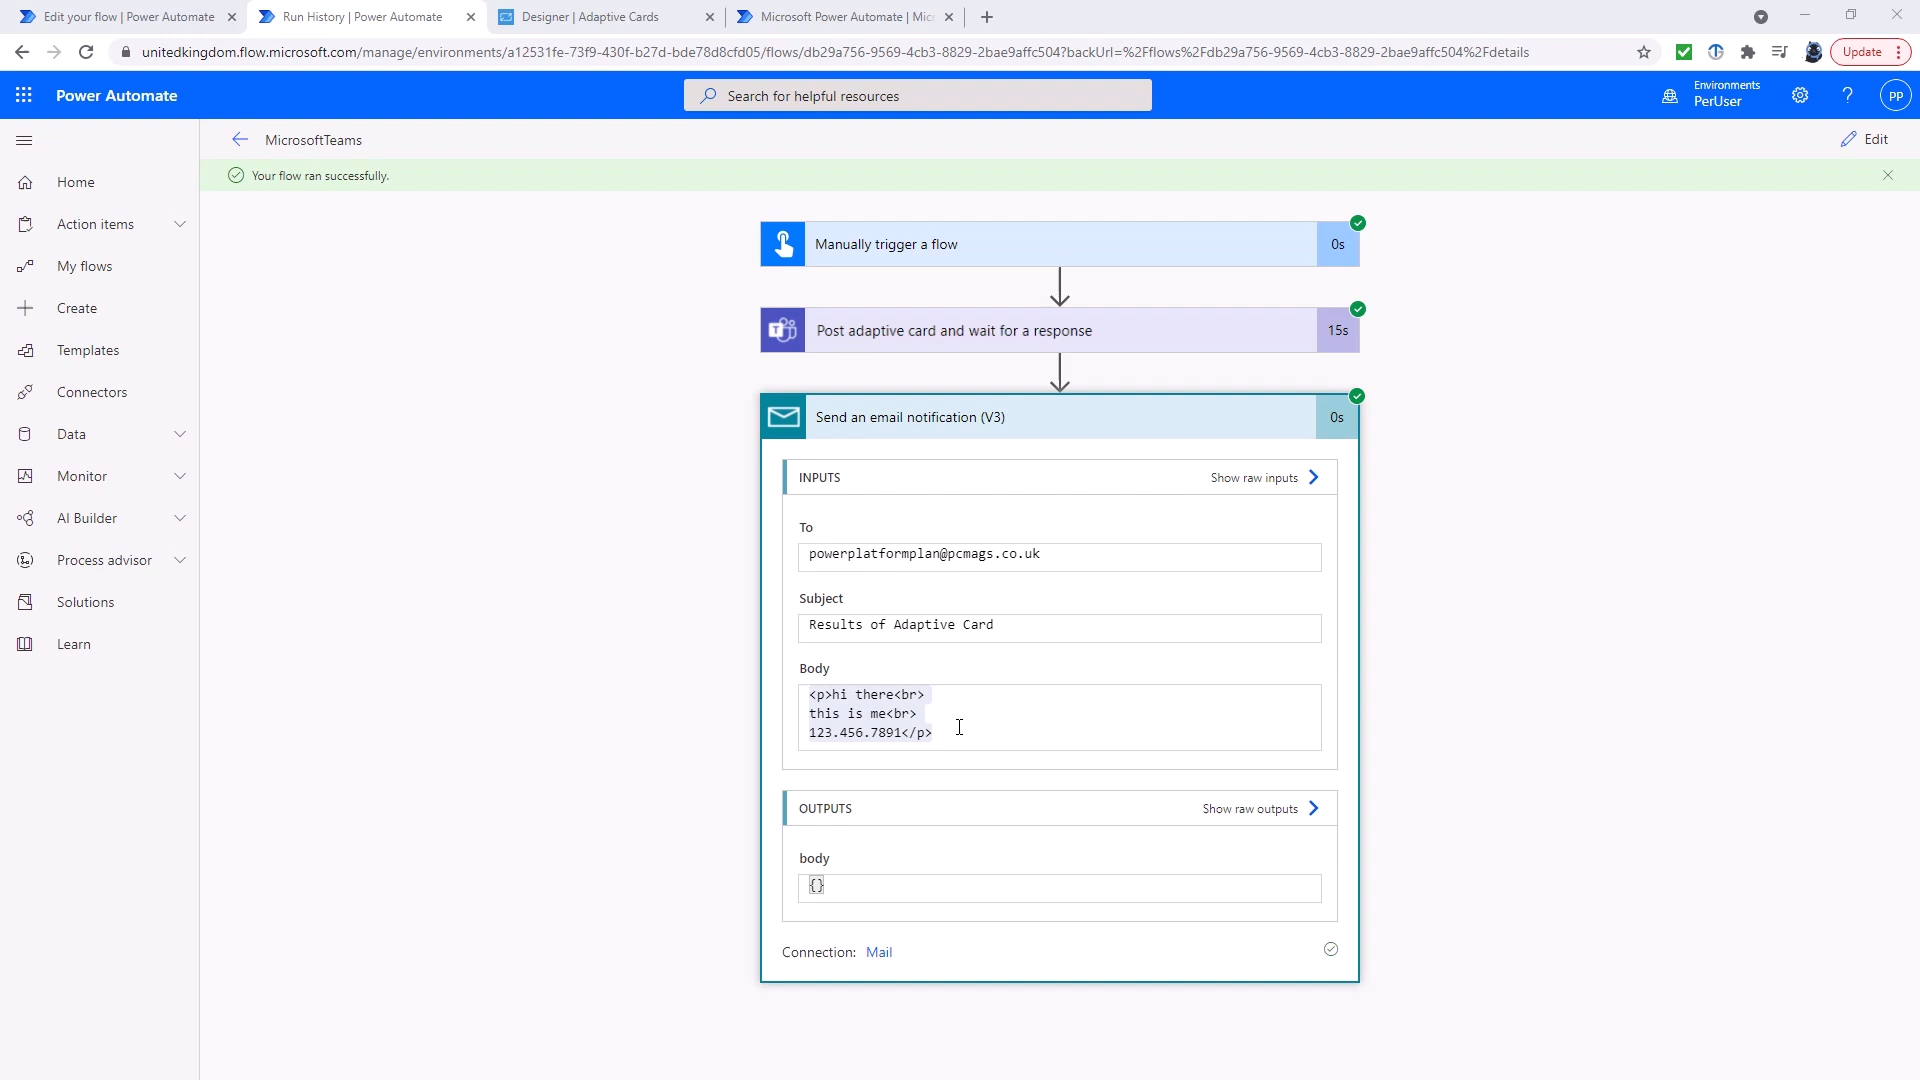 Edit your flow | Power Automate
Run History | Power Automate
Designer | Adaptive Cards
Microsoft Power Automate | Mic
unitedkingdom.flow.microsoft.com/manage/environments/a12531fe-73f9-430f-b27d-bde78d8cfd05/flows/db29a756-9569-4cb3-8829-2bae9affc504?backUrl=%2Fflows%2Fdb29a756-9569-4cb3-8829-2bae9affc504%2Fdetails
Update
Power Automate
Search for helpful resources
Environments
PerUser
?
PP
MicrosoftTeams
Edit
Your flow ran successfully.
Home
Action items
My flows
Create
Templates
Connectors
Data
Monitor
AI Builder
Process advisor
Solutions
Learn
Manually trigger a flow
0s
Post adaptive card and wait for a response
15s
Send an email notification (V3)
0s
INPUTS
Show raw inputs
To
powerplatformplan@pcmags.co.uk
Subject
Results of Adaptive Card
Body
<p>hi there<br>
this is me<br>
123.456.7891</p>
OUTPUTS
Show raw outputs
body
{}
Connection: Mail